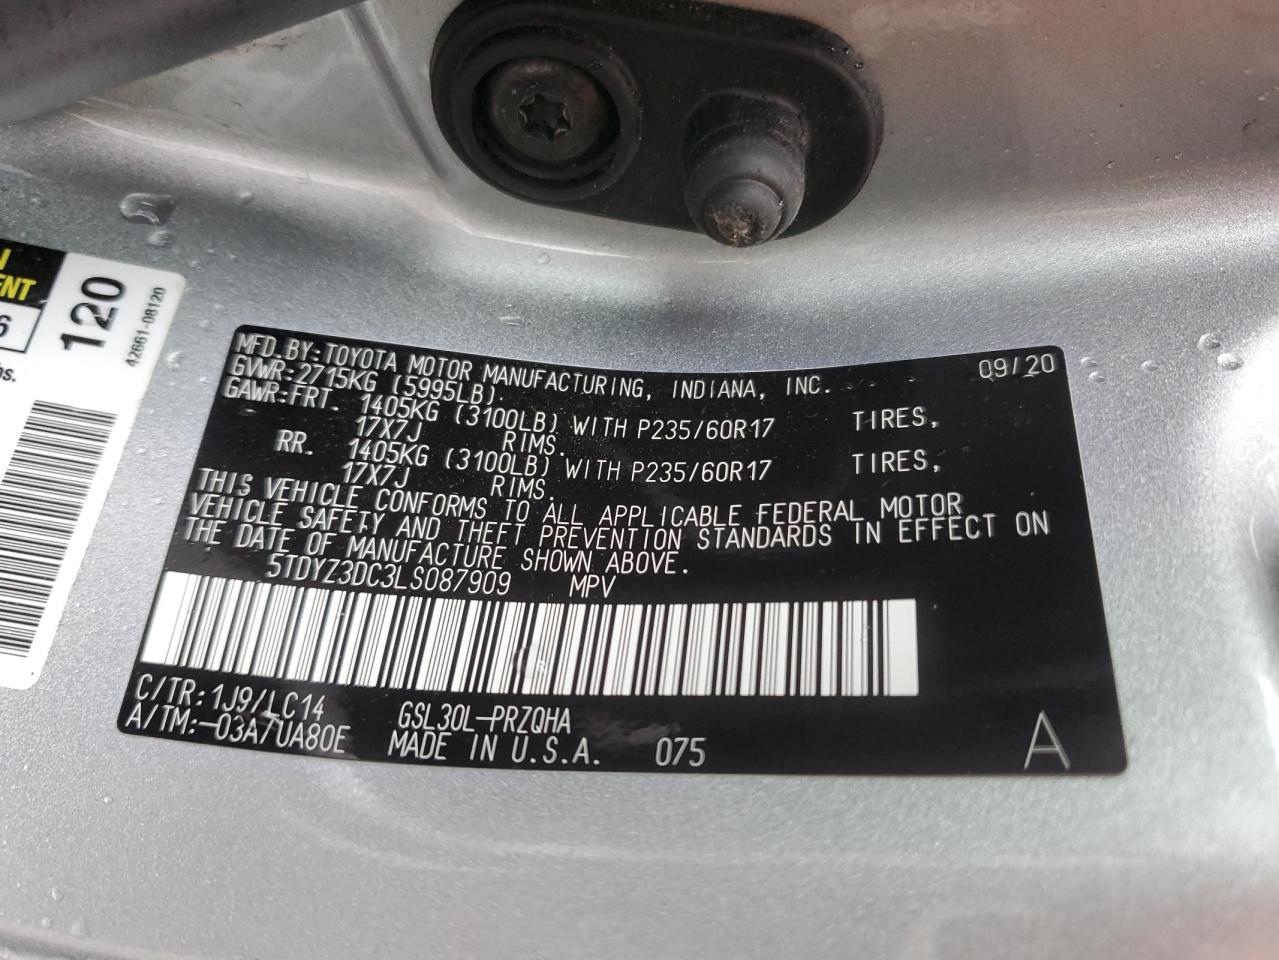 N
ENT
6
bs.
120
42661-08120
MFD.BY:TOYOTA MOTOR MANUFACTURING, INDIANA, INC. 09/20
GVWR:2715KG (5995LB)
GAWR:FRT. 1405KG (3100LB) WITH P235/60R17 TIRES,
17X7J RIMS.
RR. 1405KG (3100LB) WITH P235/60R17 TIRES,
17X7J RIMS.
THIS VEHICLE CONFORMS TO ALL APPLICABLE FEDERAL MOTOR
VEHICLE SAFETY AND THEFT PREVENTION STANDARDS IN EFFECT ON
THE DATE OF MANUFACTURE SHOWN ABOVE.
5TDYZ3DC3LS087909 MPV
C/TR:1J9/LC14 GSL30L-PRZQHA
A/TM:-03A/UA80E MADE IN U.S.A. 075
A